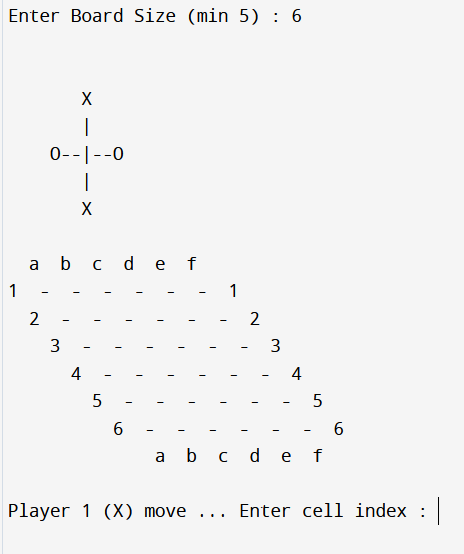 Enter Board Size (min 5) : 6
X
|
O--|--O
|
X
a b c d e f
1 - - - - - - 1
2 - - - - - - 2
3 - - - - - - 3
4 - - - - - - 4
5 - - - - - - 5
6 - - - - - - 6
a b c d e f
Player 1 (X) move ... Enter cell index :